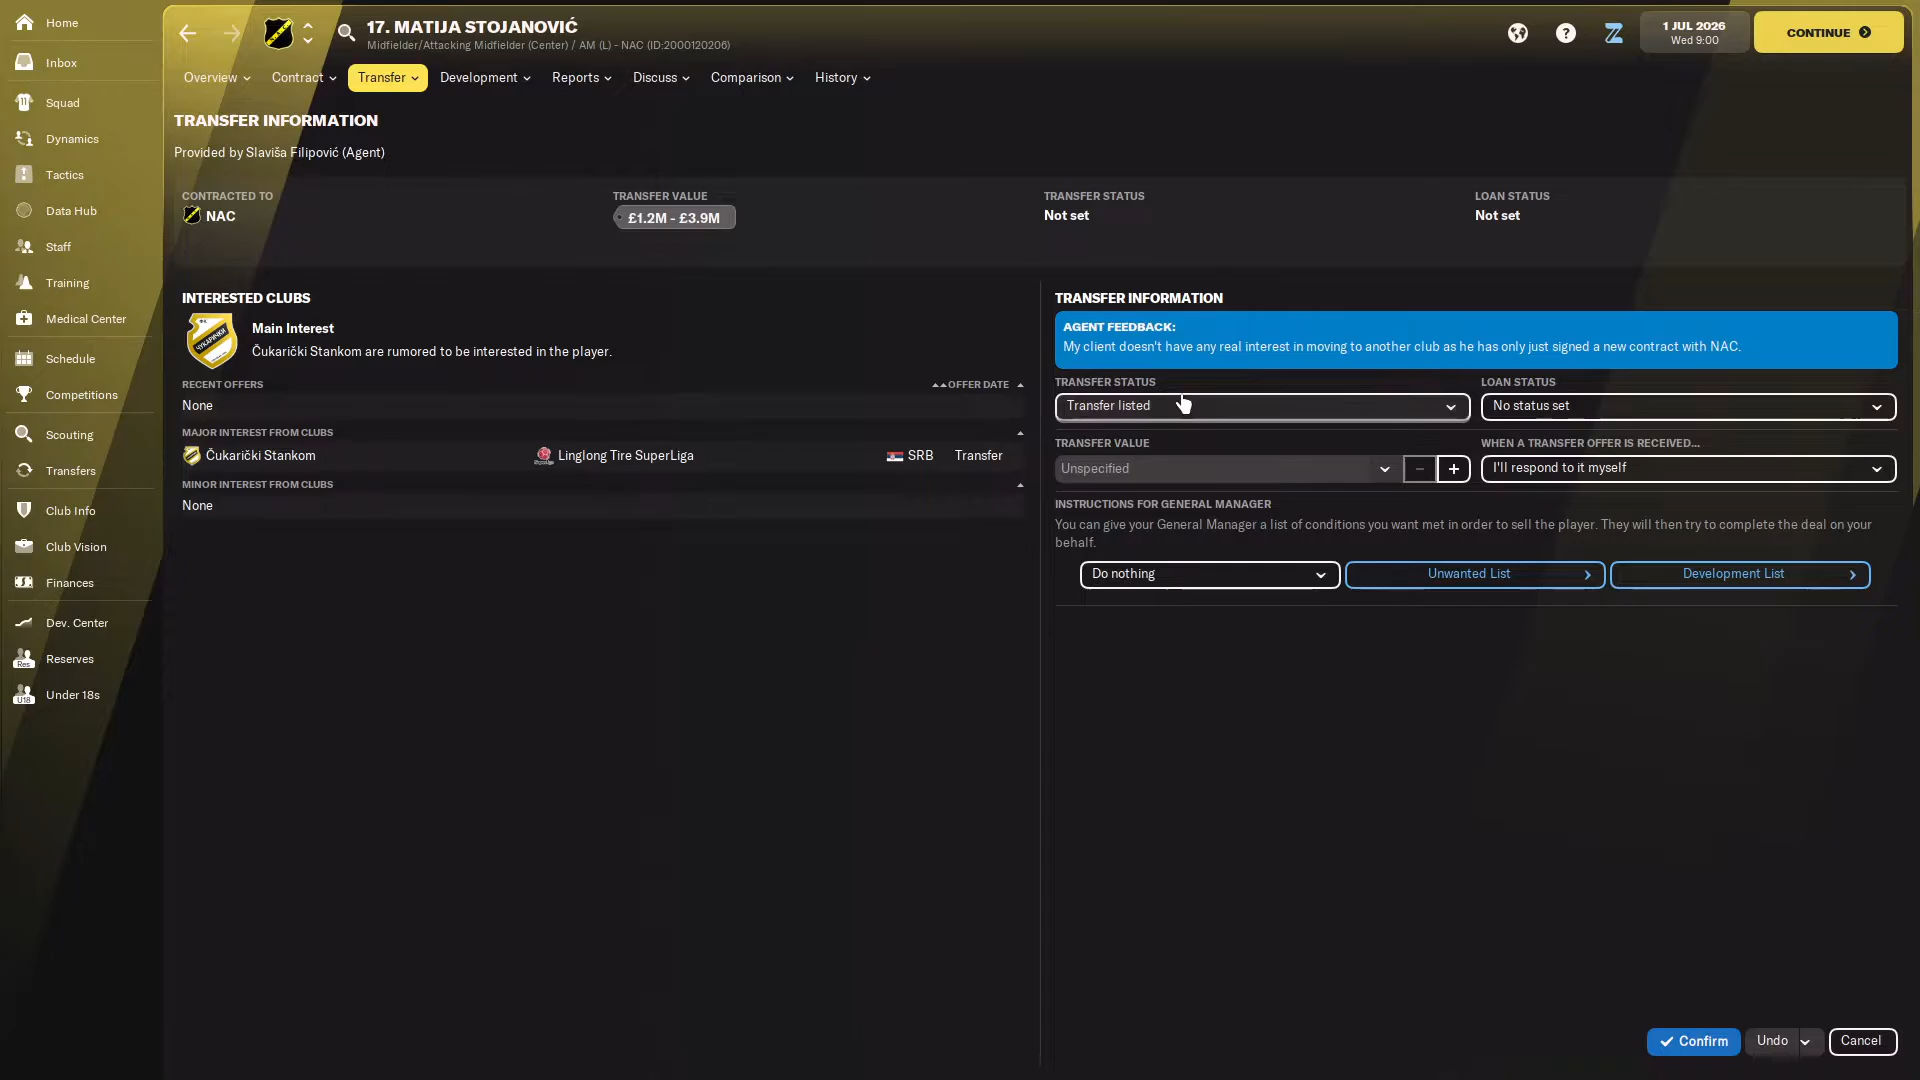 Home
Inbox
Squad
Dynamics
Tactics
Data Hub
Staff
Training
Medical Center
Schedule
Competitions
Scouting
Transfers
Club Info
Club Vision
Finances
Dev. Center
Res
Reserves
U18
Under 18s
NAC
17. MATIJA STOJANOVIĆ
Midfielder/Attacking Midfielder (Center) / AM (L) - NAC (ID:2000120206)
1 JUL 2026
Wed 9:00
CONTINUE
Overview
Contract
Transfer
Development
Reports
Discuss
Comparison
History
TRANSFER INFORMATION
Provided by Slaviša Filipović (Agent)
CONTRACTED TO
NAC
TRANSFER VALUE
£1.2M - £3.9M
TRANSFER STATUS
Not set
LOAN STATUS
Not set
INTERESTED CLUBS
ЧУКАРИЧКИ
Main Interest
Čukarički Stankom are rumored to be interested in the player.
RECENT OFFERS
OFFER DATE
None
MAJOR INTEREST FROM CLUBS
Čukarički Stankom
Linglong Tire SuperLiga
SRB
Transfer
MINOR INTEREST FROM CLUBS
None
TRANSFER INFORMATION
AGENT FEEDBACK:
My client doesn't have any real interest in moving to another club as he has only just signed a new contract with NAC.
TRANSFER STATUS
LOAN STATUS
Transfer listed
No status set
TRANSFER VALUE
WHEN A TRANSFER OFFER IS RECEIVED...
Unspecified
I'll respond to it myself
INSTRUCTIONS FOR GENERAL MANAGER
You can give your General Manager a list of conditions you want met in order to sell the player. They will then try to complete the deal on your
behalf.
Do nothing
Unwanted List
Development List
Confirm
Undo
Cancel